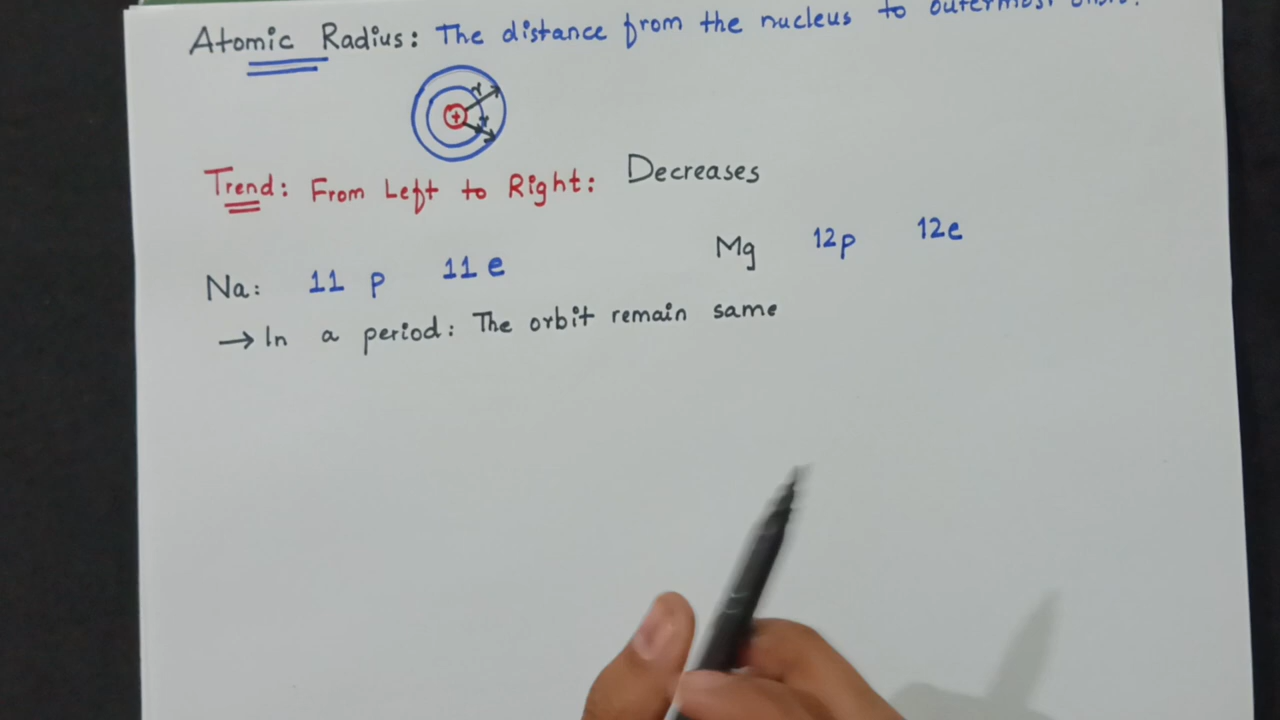 Atomic Radius: The distance from the nucleus to outermost
+ r r
Trend: From Left to Right: Decreases
Na: 11 p 11 e Mg 12p 12e
→ In a period: The orbit remain same